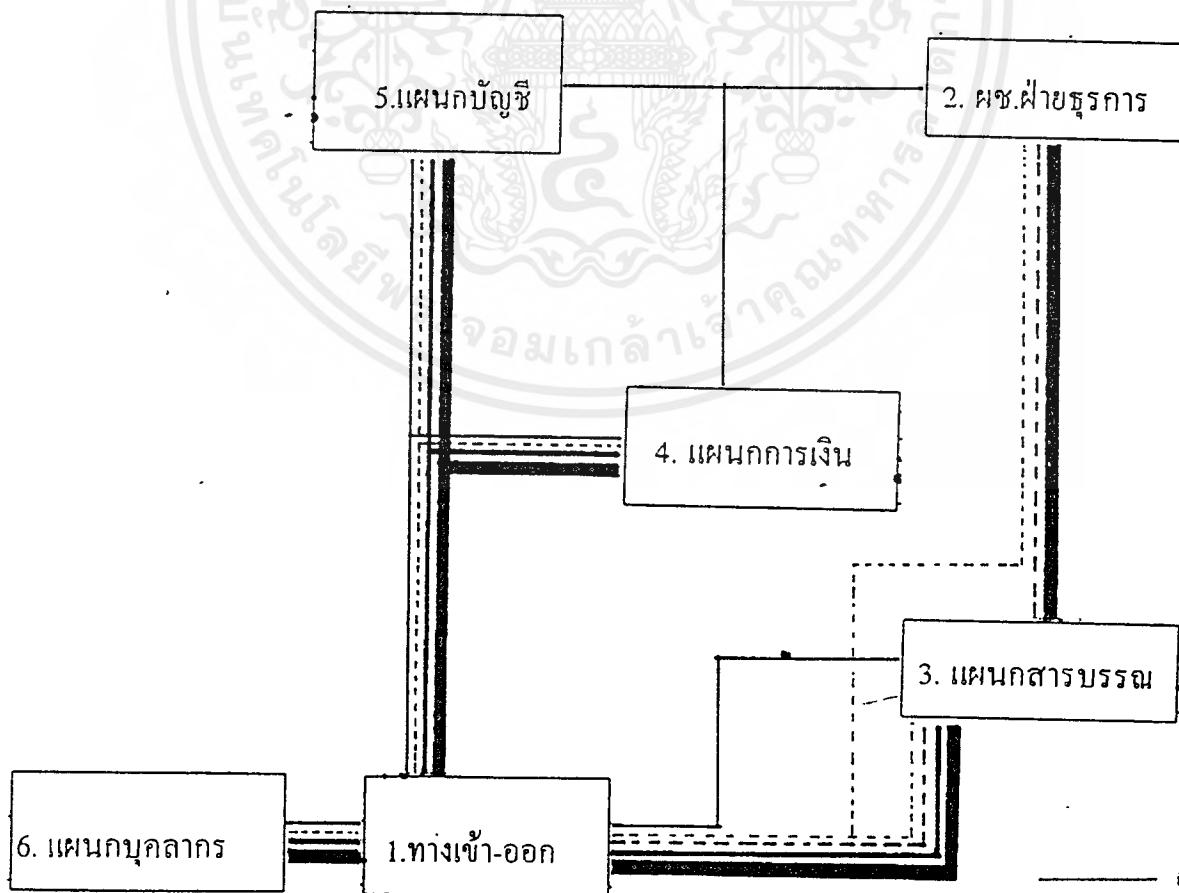 5.แผนกบัญชี
2. ผช.ฝ่ายธุรการ
4. แผนกการเงิน
3. แผนกสารบรรณ
6. แผนกบุคลากร
1.ทางเข้า-ออก